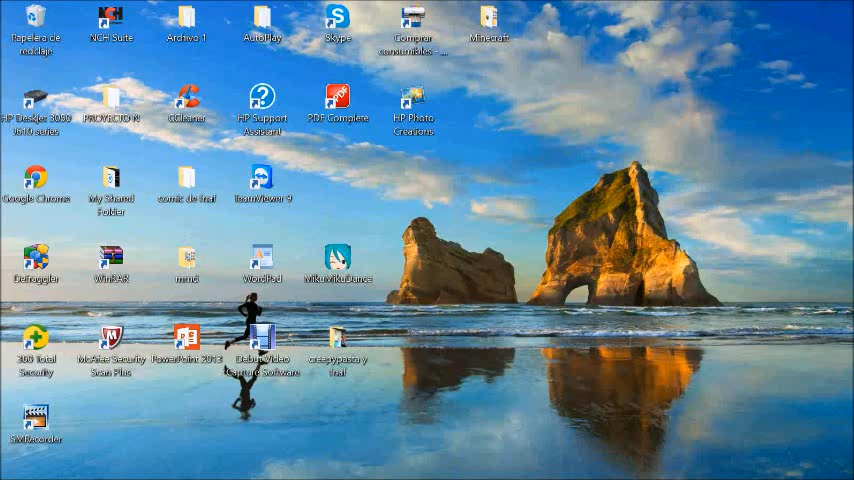 Papelera de
reciclaje
NCH Suite
Archivo 1
AutoPlay
Skype
Comprar
consumibles - ...
Minecraft
HP Deskjet 3050
J610 series
PROYECTO N
CCleaner
HP Support
Assistant
PDF Complete
HP Photo
Creations
Google Chrome
My Shared
Folder
comic de fnaf
TeamViewer 9
Defraggler
WinRAR
mmd
WordPad
MikuMikuDance
360 Total
Security
McAfee Security
Scan Plus
PowerPoint 2013
Debut Video
Capture Software
creepypasta y
fnaf
SMRecorder